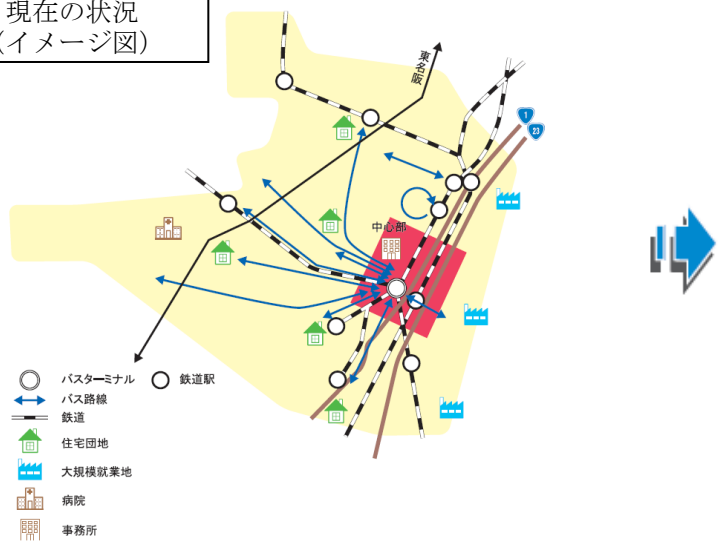 現在の状況
（イメージ図）
東名阪
1
23
中心部
バスターミナル
鉄道駅
バス路線
鉄道
住宅団地
大規模就業地
病院
事務所